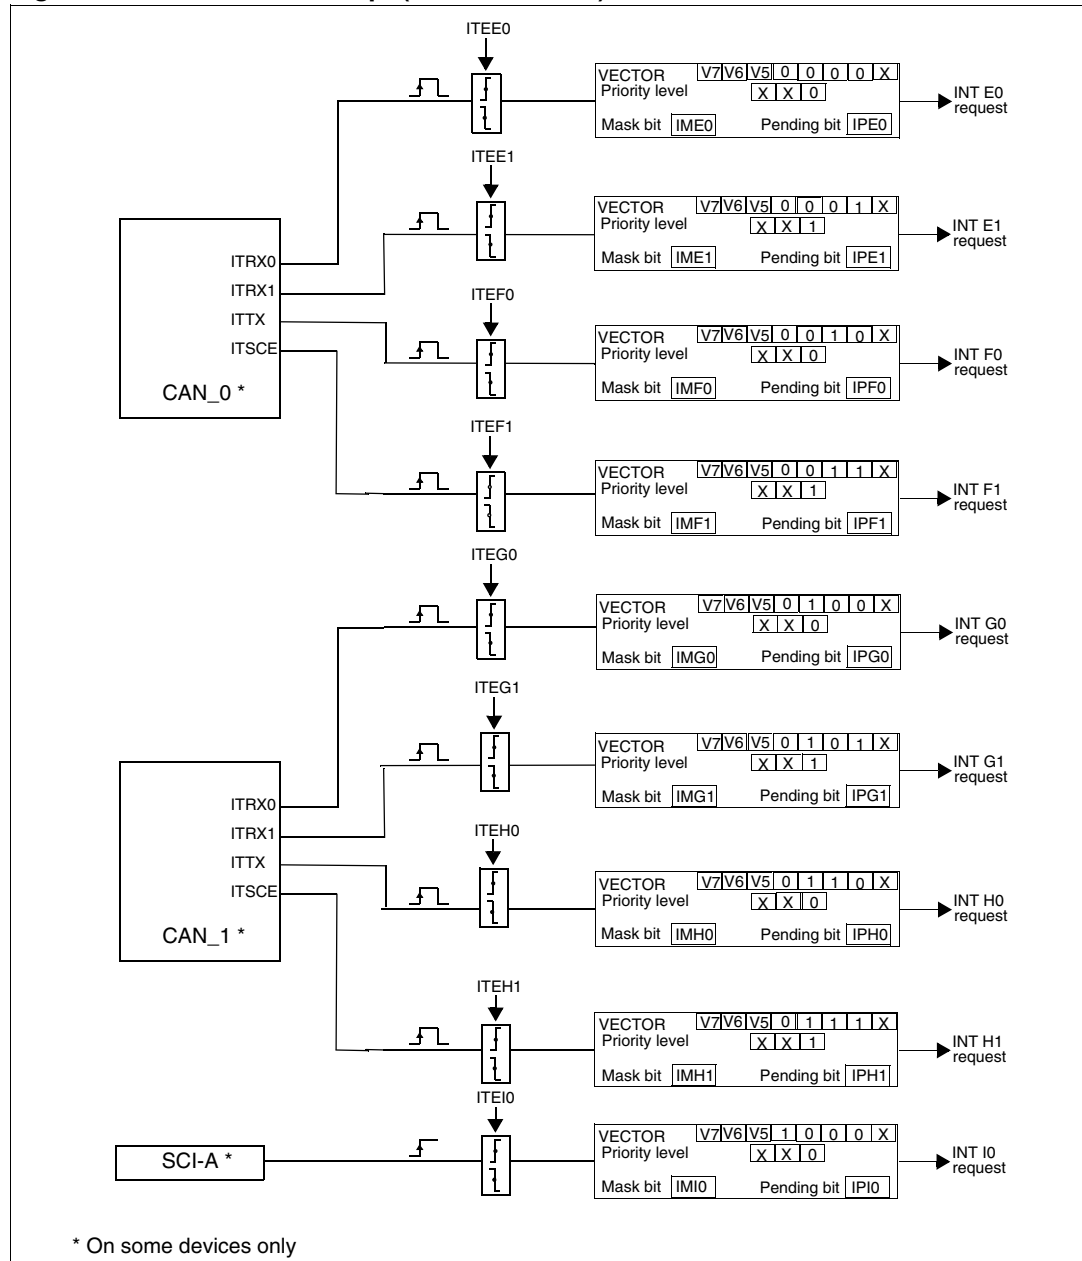 ITEE0
VECTOR V7 V6 V5 0 0 0 0 X
Priority level X X 0
Mask bit IME0 Pending bit IPE0
INT E0
request
ITEE1
VECTOR V7 V6 V5 0 0 0 1 X
Priority level X X 1
Mask bit IME1 Pending bit IPE1
INT E1
request
ITRX0
ITRX1
ITTX
ITSCE
CAN_0 *
ITEF0
VECTOR V7 V6 V5 0 0 1 0 X
Priority level X X 0
Mask bit IMF0 Pending bit IPF0
INT F0
request
ITEF1
VECTOR V7 V6 V5 0 0 1 1 X
Priority level X X 1
Mask bit IMF1 Pending bit IPF1
INT F1
request
ITEG0
VECTOR V7 V6 V5 0 1 0 0 X
Priority level X X 0
Mask bit IMG0 Pending bit IPG0
INT G0
request
ITEG1
VECTOR V7 V6 V5 0 1 0 1 X
Priority level X X 1
Mask bit IMG1 Pending bit IPG1
INT G1
request
ITRX0
ITRX1
ITTX
ITSCE
CAN_1 *
ITEH0
VECTOR V7 V6 V5 0 1 1 0 X
Priority level X X 0
Mask bit IMH0 Pending bit IPH0
INT H0
request
ITEH1
VECTOR V7 V6 V5 0 1 1 1 X
Priority level X X 1
Mask bit IMH1 Pending bit IPH1
INT H1
request
ITEI0
SCI-A *
VECTOR V7 V6 V5 1 0 0 0 X
Priority level X X 0
Mask bit IMI0 Pending bit IPI0
INT I0
request
* On some devices only